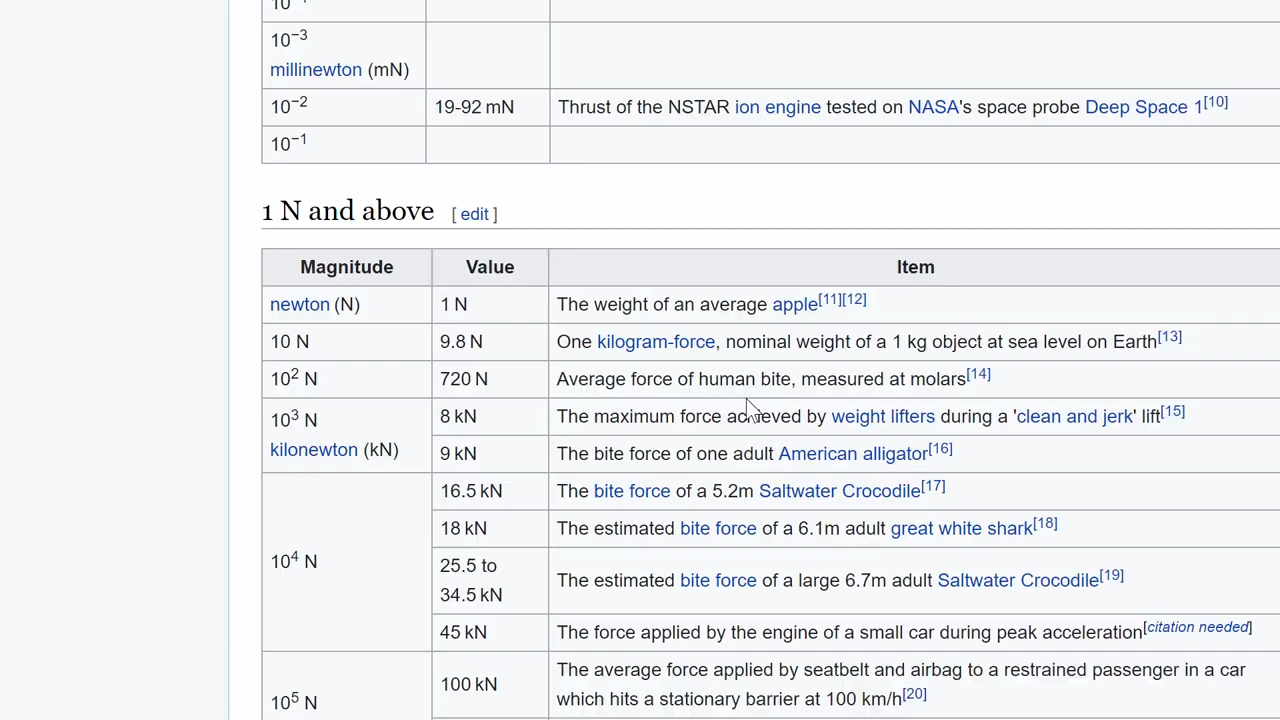 10⁻⁴
10⁻³
millinewton (mN)
10⁻² 19-92 mN Thrust of the NSTAR ion engine tested on NASA's space probe Deep Space 1[10]
10⁻¹
1 N and above [ edit ]
Magnitude Value Item
newton (N) 1 N The weight of an average apple[11][12]
10 N 9.8 N One kilogram-force, nominal weight of a 1 kg object at sea level on Earth[13]
10² N 720 N Average force of human bite, measured at molars[14]
10³ N
kilonewton (kN)
8 kN The maximum force achieved by weight lifters during a 'clean and jerk' lift[15]
9 kN The bite force of one adult American alligator[16]
10⁴ N
16.5 kN The bite force of a 5.2m Saltwater Crocodile[17]
18 kN The estimated bite force of a 6.1m adult great white shark[18]
25.5 to
34.5 kN
The estimated bite force of a large 6.7m adult Saltwater Crocodile[19]
45 kN The force applied by the engine of a small car during peak acceleration[citation needed]
10⁵ N
100 kN
The average force applied by seatbelt and airbag to a restrained passenger in a car
which hits a stationary barrier at 100 km/h[20]